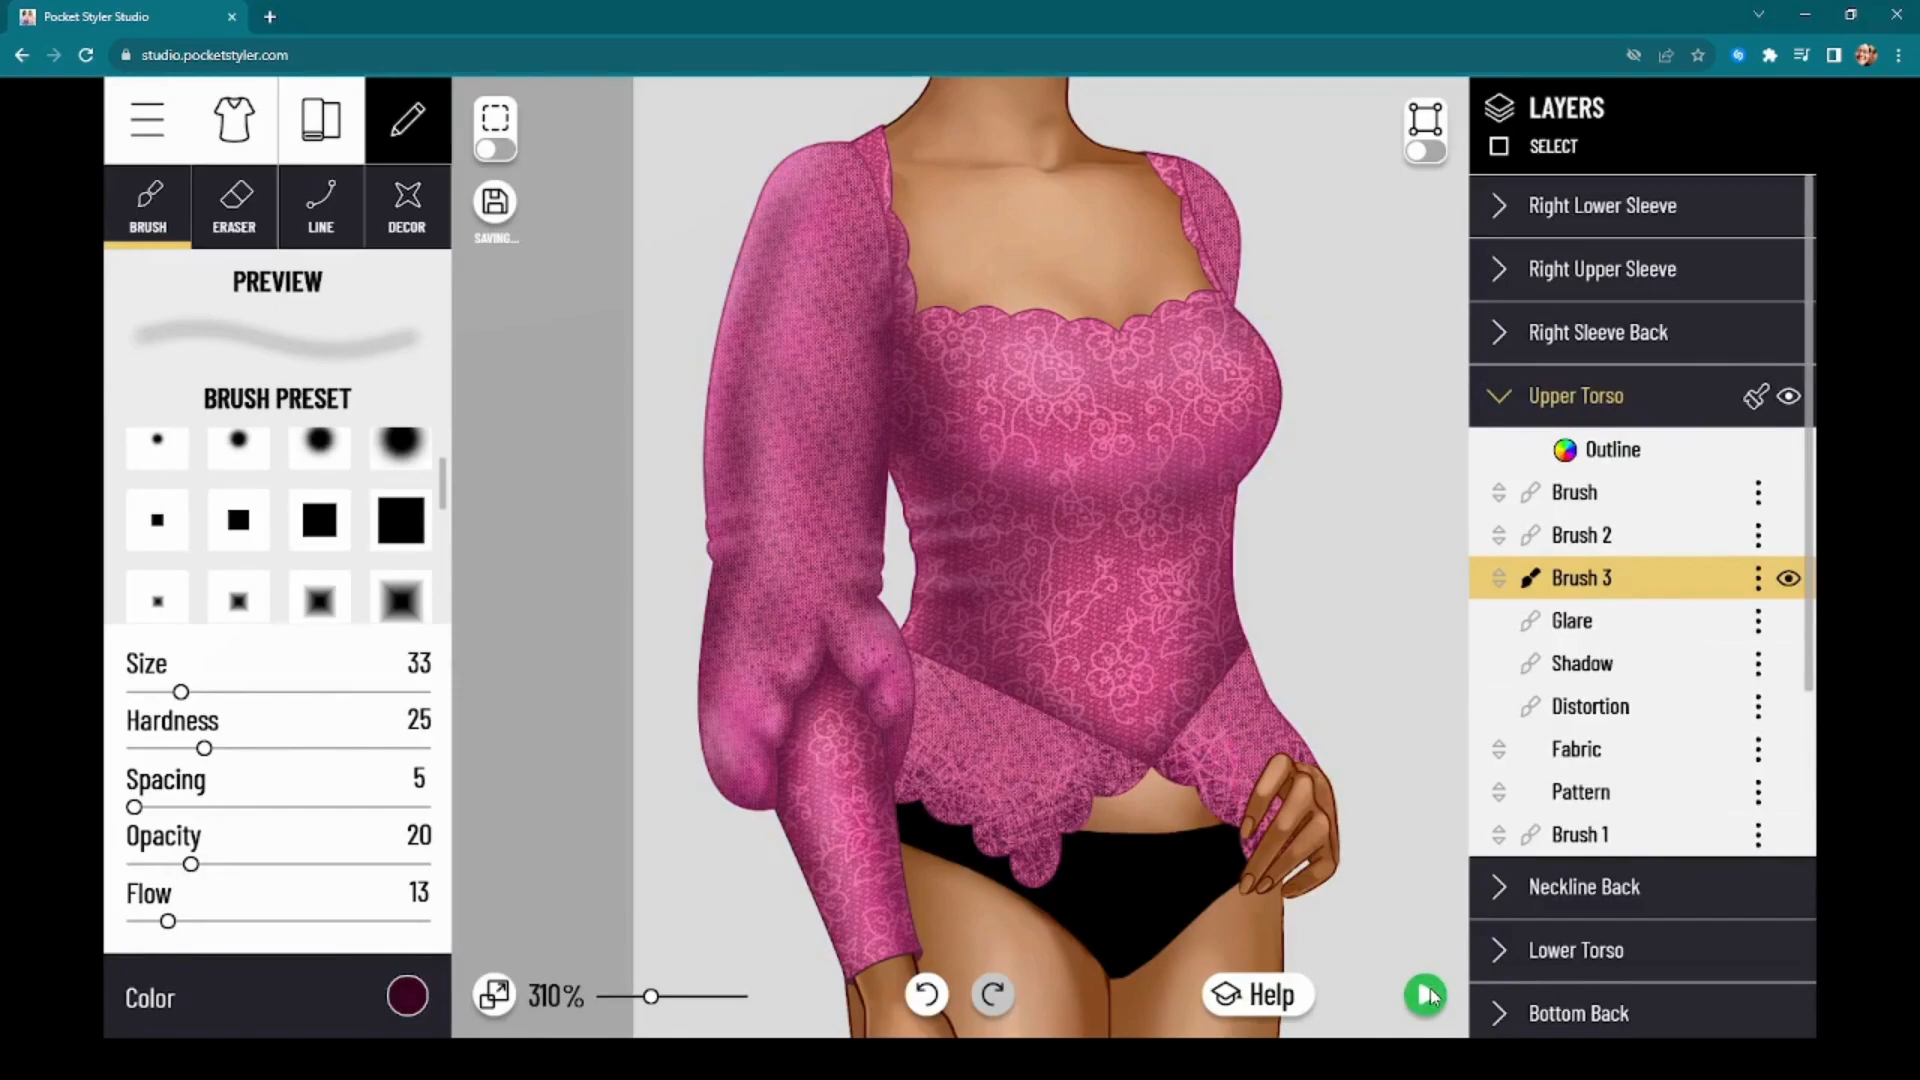 Pocket Styler Studio
studio.pocketstyler.com
BRUSH
ERASER
LINE
DECOR
PREVIEW
BRUSH PRESET
Size 33
Hardness 25
Spacing 5
Opacity 20
Flow 13
Color
SAVING...
310%
Help
LAYERS
SELECT
Right Lower Sleeve
Right Upper Sleeve
Right Sleeve Back
Upper Torso
Outline
Brush
Brush 2
Brush 3
Glare
Shadow
Distortion
Fabric
Pattern
Brush 1
Neckline Back
Lower Torso
Bottom Back